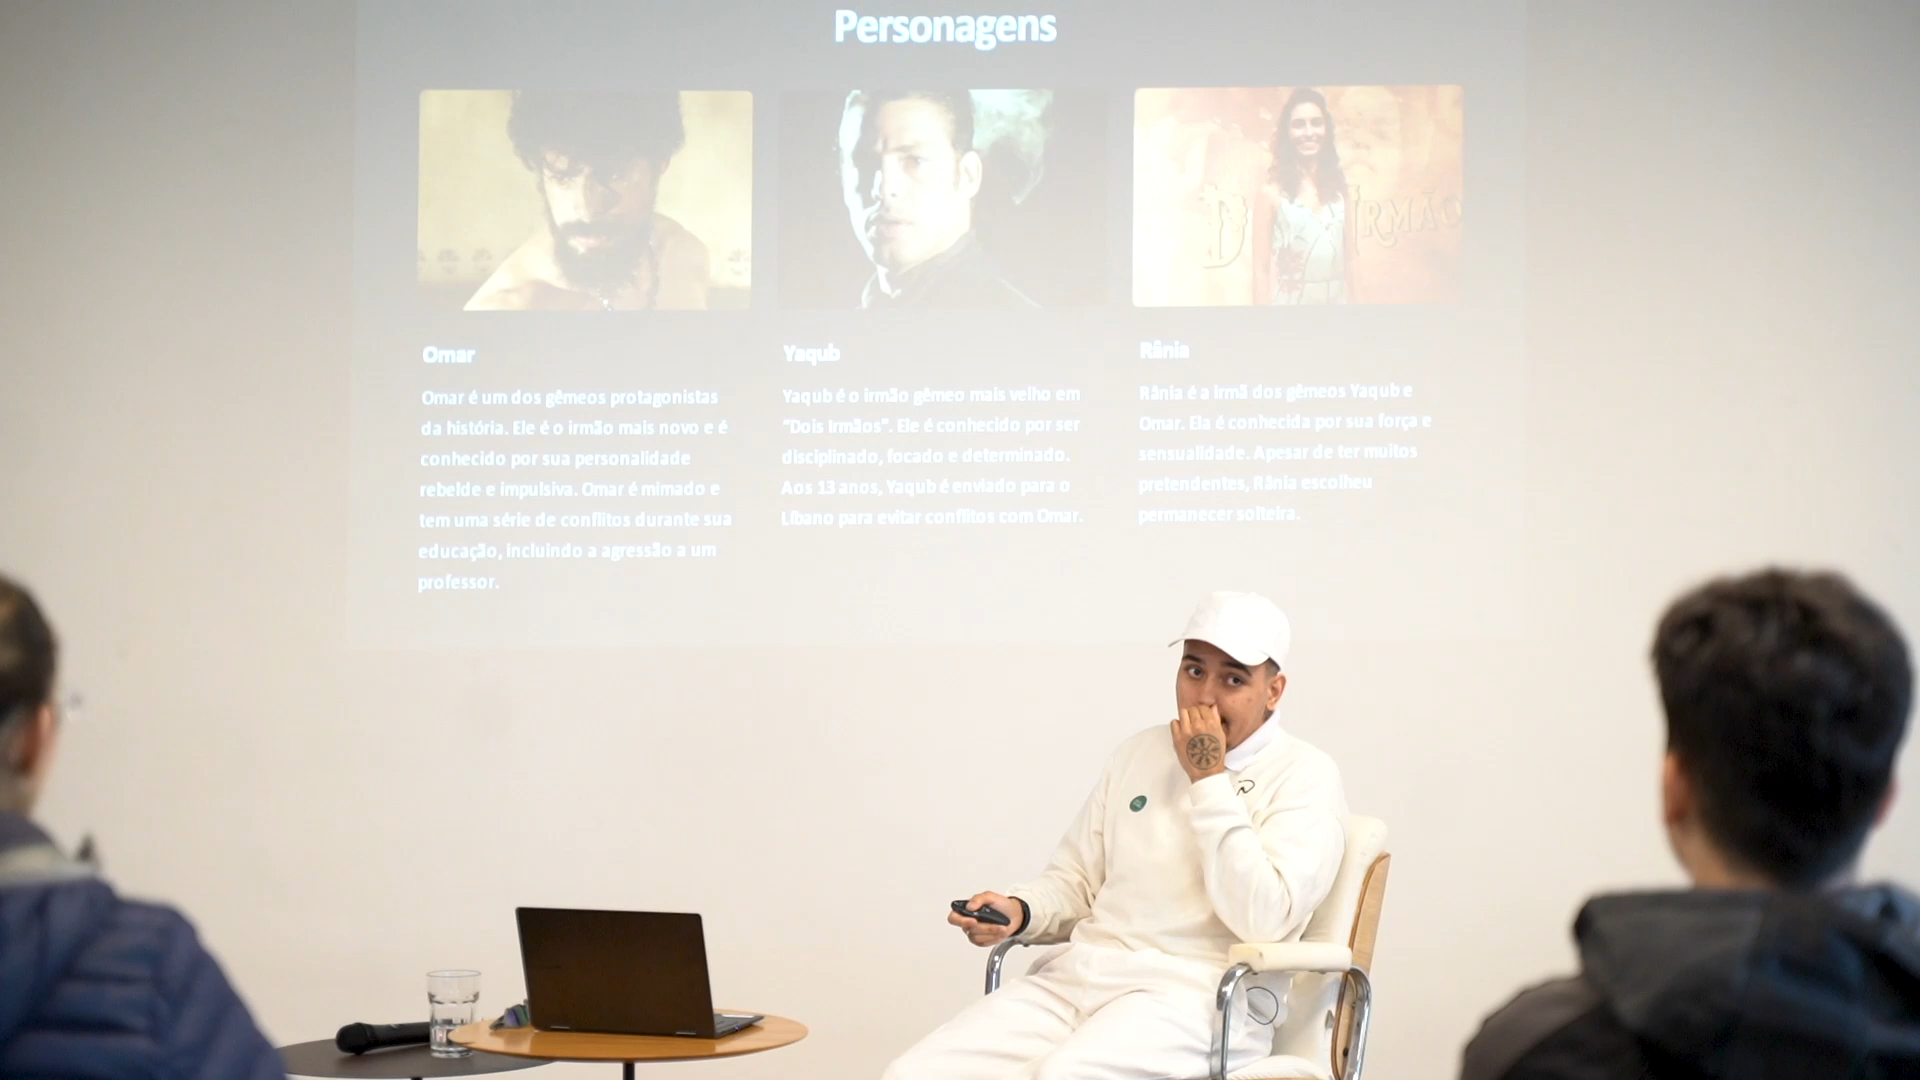 Personagens
D IRMÃO
Omar
Omar é um dos gêmeos protagonistas
da história. Ele é o irmão mais novo e é
conhecido por sua personalidade
rebelde e impulsiva. Omar é mimado e
tem uma série de conflitos durante sua
educação, incluindo a agressão a um
professor.
Yaqub
Yaqub é o irmão gêmeo mais velho em
"Dois Irmãos". Ele é conhecido por ser
disciplinado, focado e determinado.
Aos 13 anos, Yaqub é enviado para o
Líbano para evitar conflitos com Omar.
Rânia
Rânia é a irmã dos gêmeos Yaqub e
Omar. Ela é conhecida por sua força e
sensualidade. Apesar de ter muitos
pretendentes, Rânia escolheu
permanecer solteira.